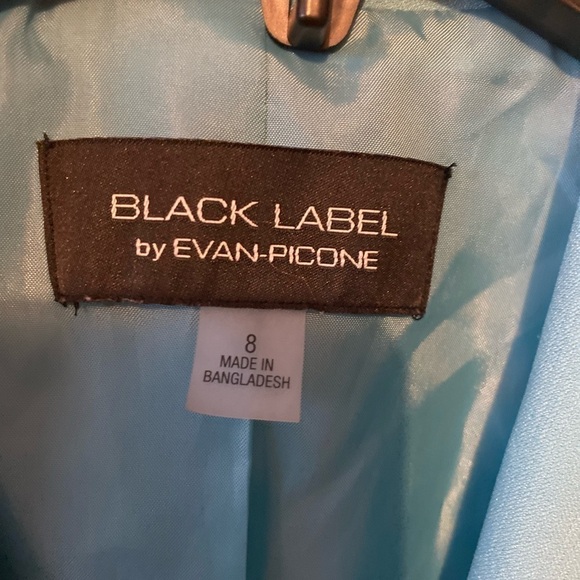 BLACK LABEL
by EVAN-PICONE
8
MADE IN
BANGLADESH